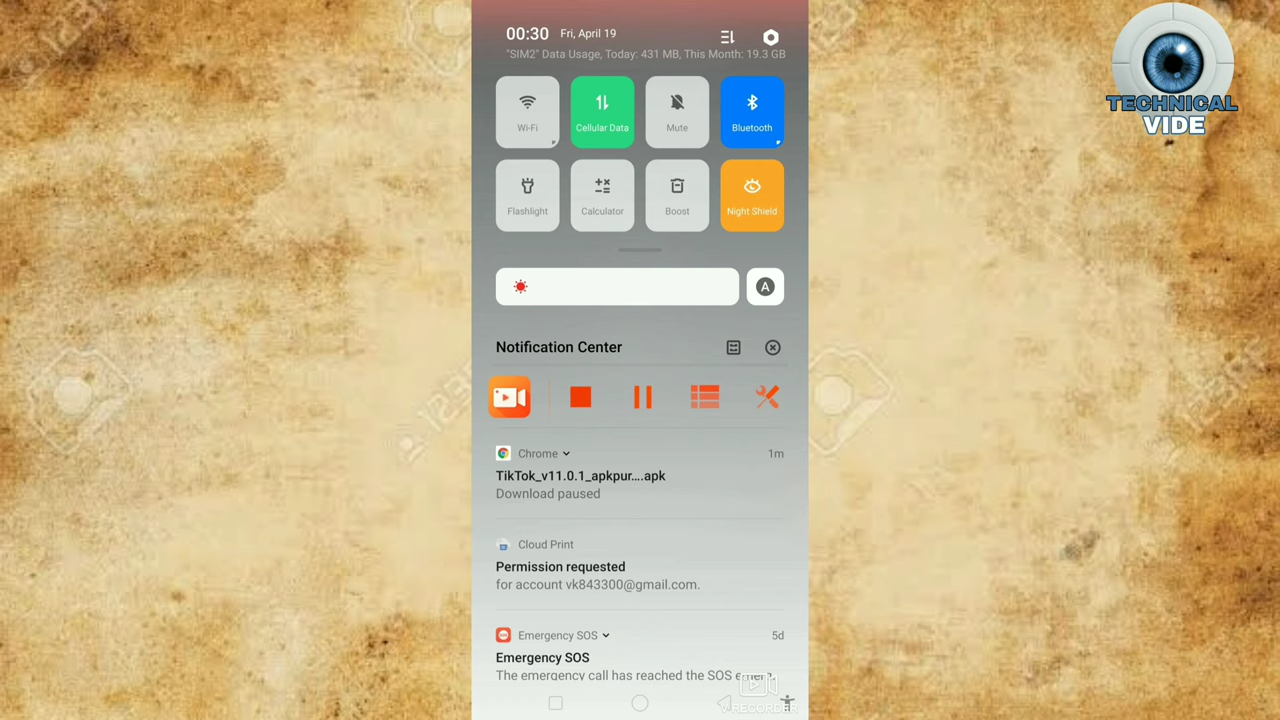 00:30 Fri, April 19
"SIM2" Data Usage, Today: 431 MB, This Month: 19.3 GB
Wi-Fi
Cellular Data
Mute
Bluetooth
Flashlight
Calculator
Boost
Night Shield
A
Notification Center
Chrome 1m
TikTok_v11.0.1_apkpur....apk
Download paused
Cloud Print
Permission requested
for account vk843300@gmail.com.
Emergency SOS 5d
Emergency SOS
The emergency call has reached the SOS
TECHNICAL
VIDE